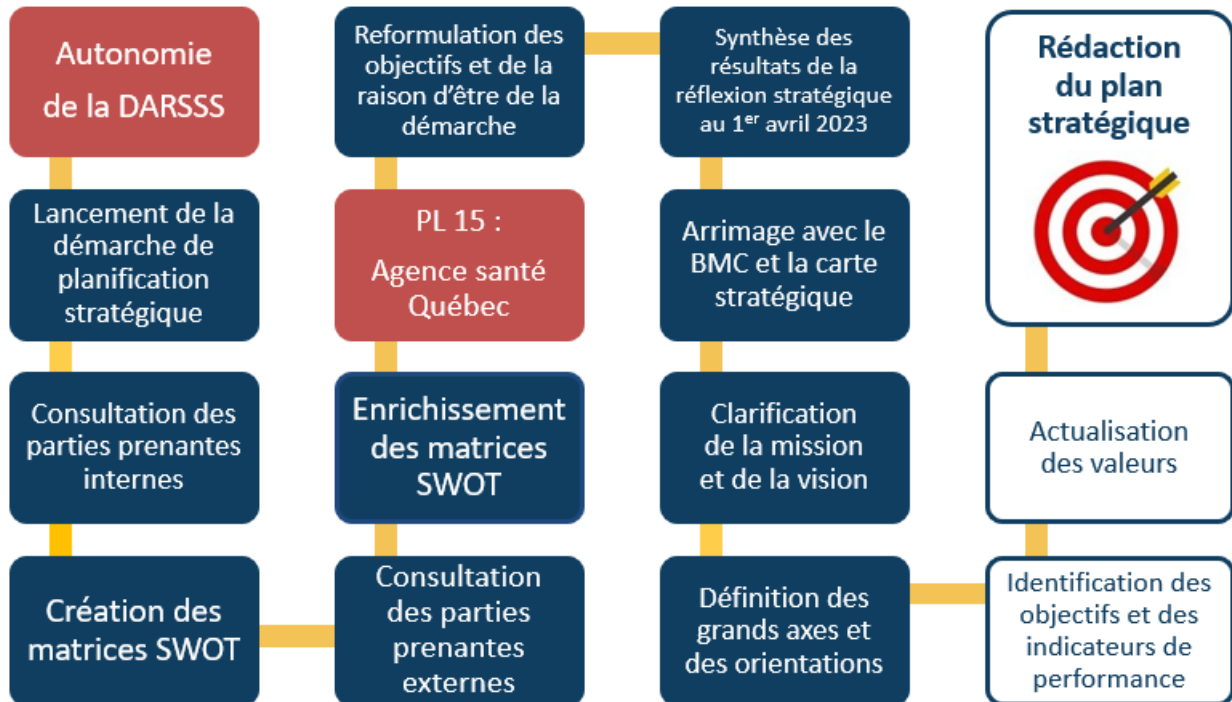 Autonomie
de la DARSSS
Lancement de la
démarche de
planification
stratégique
Consultation des
parties prenantes
internes
Création des
matrices SWOT
Consultation
des parties
prenantes
externes
Enrichissement
des matrices
SWOT
PL 15 :
Agence santé
Québec
Reformulation des
objectifs et de la
raison d'être de la
démarche
Synthèse des
résultats de la
réflexion stratégique
au 1er avril 2023
Arrimage avec le
BMC et la carte
stratégique
Clarification
de la mission
et de la vision
Définition des
grands axes et
des orientations
Identification des
objectifs et des
indicateurs de
performance
Actualisation
des valeurs
Rédaction
du plan
stratégique